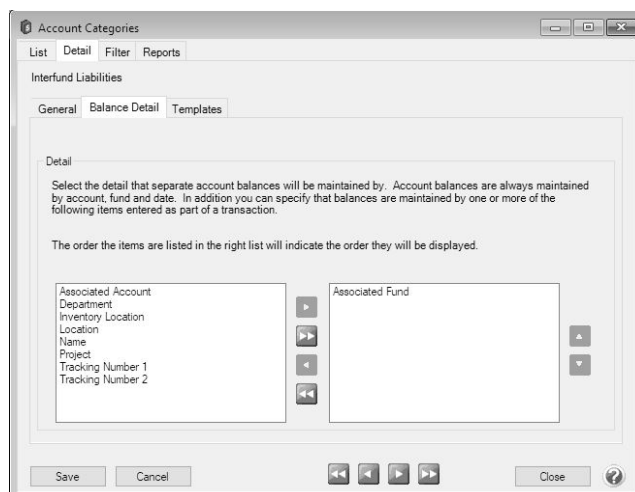 Account Categories
List Detail Filter Reports
Interfund Liabilities
General Balance Detail Templates
Detail
Select the detail that separate account balances will be maintained by. Account balances are always maintained
by account, fund and date. In addition you can specify that balances are maintained by one or more of the
following items entered as part of a transaction.
The order the items are listed in the right list will indicate the order they will be displayed.
Associated Account
Department
Inventory Location
Location
Name
Project
Tracking Number 1
Tracking Number 2
Associated Fund
Save Cancel Close ?